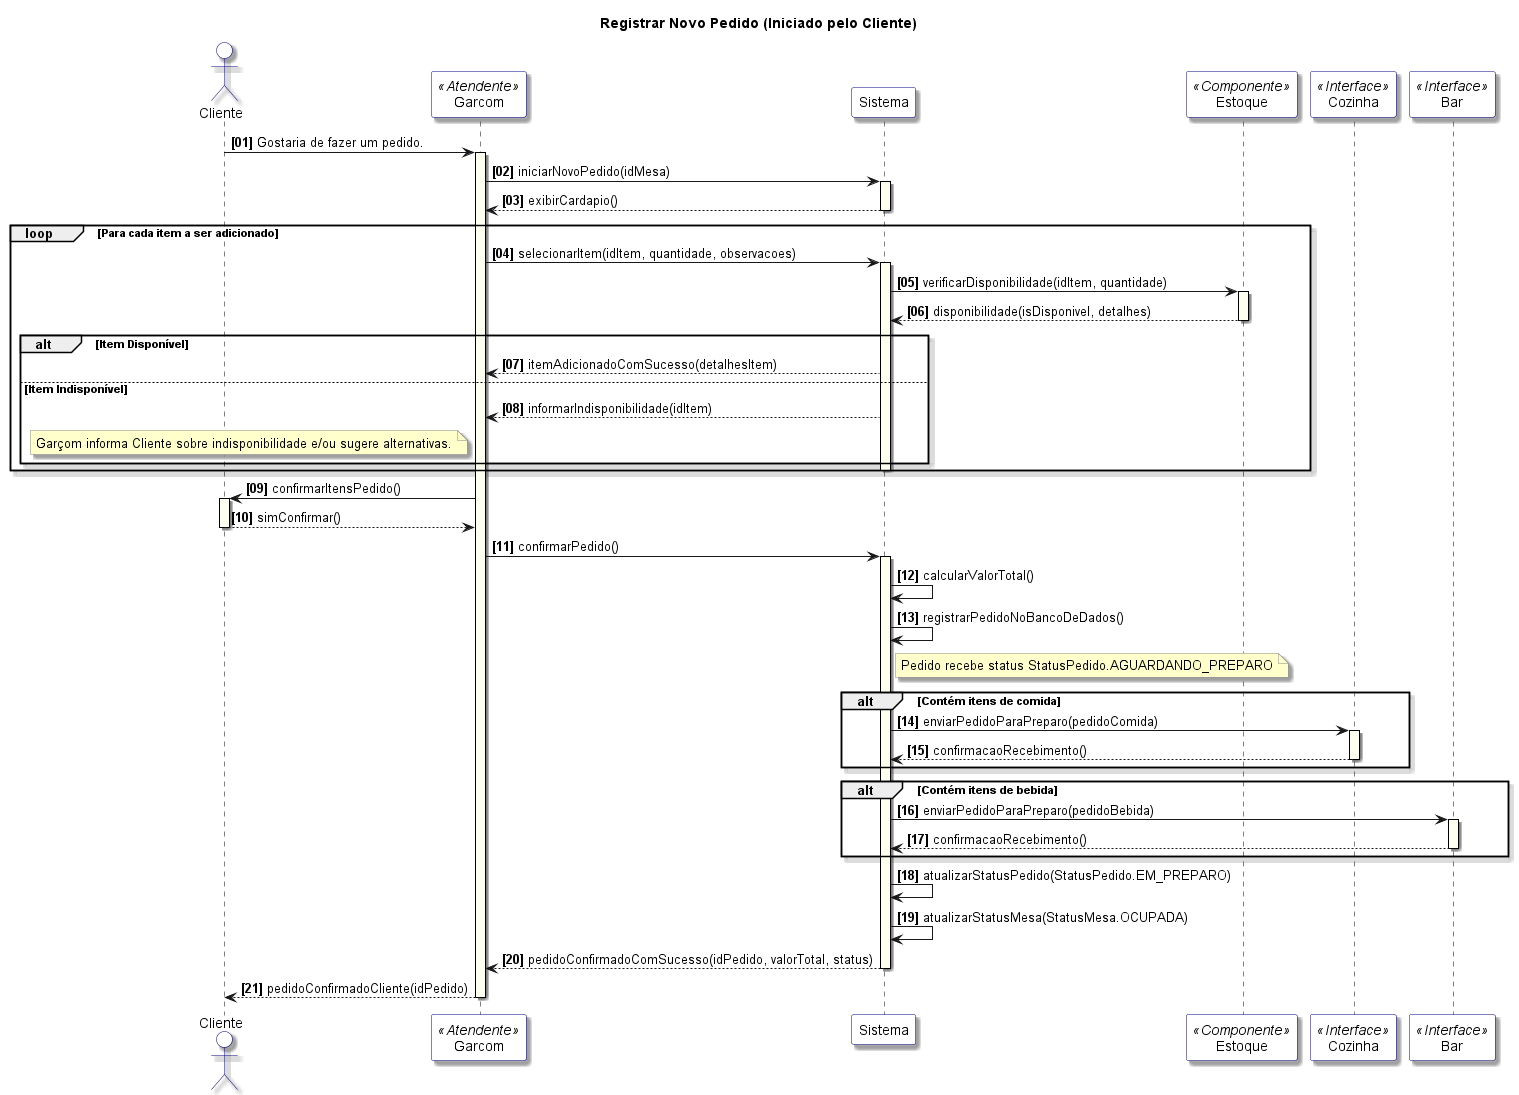 Registrar Novo Pedido (Iniciado pelo Cliente)
Cliente
«Atendente»
Garcom
Sistema
«Componente»
Estoque
«Interface»
Cozinha
«Interface»
Bar
[01] Gostaria de fazer um pedido.
[02] iniciarNovoPedido(idMesa)
[03] exibirCardapio()
loop [Para cada item a ser adicionado]
[04] selecionarItem(idItem, quantidade, observacoes)
[05] verificarDisponibilidade(idItem, quantidade)
[06] disponibilidade(isDisponivel, detalhes)
alt [Item Disponível]
[07] itemAdicionadoComSucesso(detalhesItem)
[Item Indisponível]
[08] informarIndisponibilidade(idItem)
Garçom informa Cliente sobre indisponibilidade e/ou sugere alternativas.
[09] confirmarItensPedido()
[10] simConfirmar()
[11] confirmarPedido()
[12] calcularValorTotal()
[13] registrarPedidoNoBancoDeDados()
Pedido recebe status StatusPedido.AGUARDANDO_PREPARO
alt [Contém itens de comida]
[14] enviarPedidoParaPreparo(pedidoComida)
[15] confirmacaoRecebimento()
alt [Contém itens de bebida]
[16] enviarPedidoParaPreparo(pedidoBebida)
[17] confirmacaoRecebimento()
[18] atualizarStatusPedido(StatusPedido.EM_PREPARO)
[19] atualizarStatusMesa(StatusMesa.OCUPADA)
[20] pedidoConfirmadoComSucesso(idPedido, valorTotal, status)
[21] pedidoConfirmadoCliente(idPedido)
Cliente
«Atendente»
Garcom
Sistema
«Componente»
Estoque
«Interface»
Cozinha
«Interface»
Bar